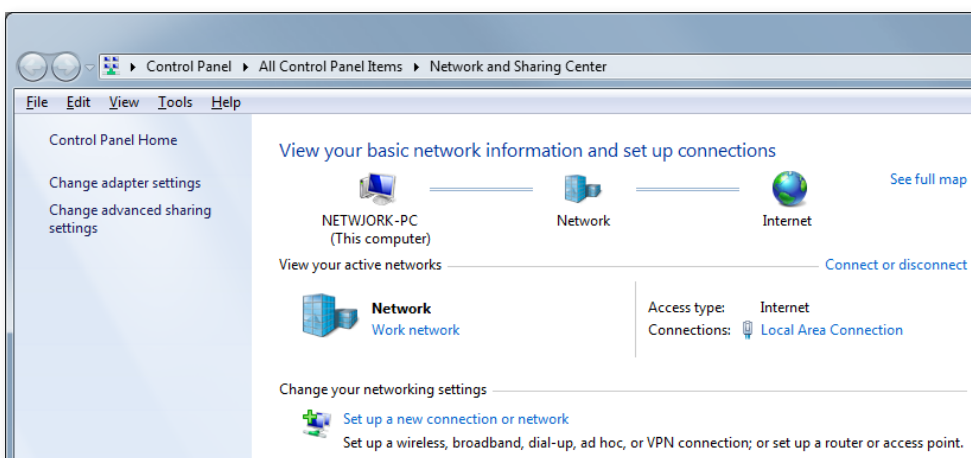 Control Panel ▸ All Control Panel Items ▸ Network and Sharing Center
File Edit View Tools Help
Control Panel Home
Change adapter settings
Change advanced sharing
settings
View your basic network information and set up connections
See full map
NETWJORK-PC
(This computer)
Network
Internet
View your active networks
Connect or disconnect
Network
Work network
Access type: Internet
Connections: Local Area Connection
Change your networking settings
Set up a new connection or network
Set up a wireless, broadband, dial-up, ad hoc, or VPN connection; or set up a router or access point.